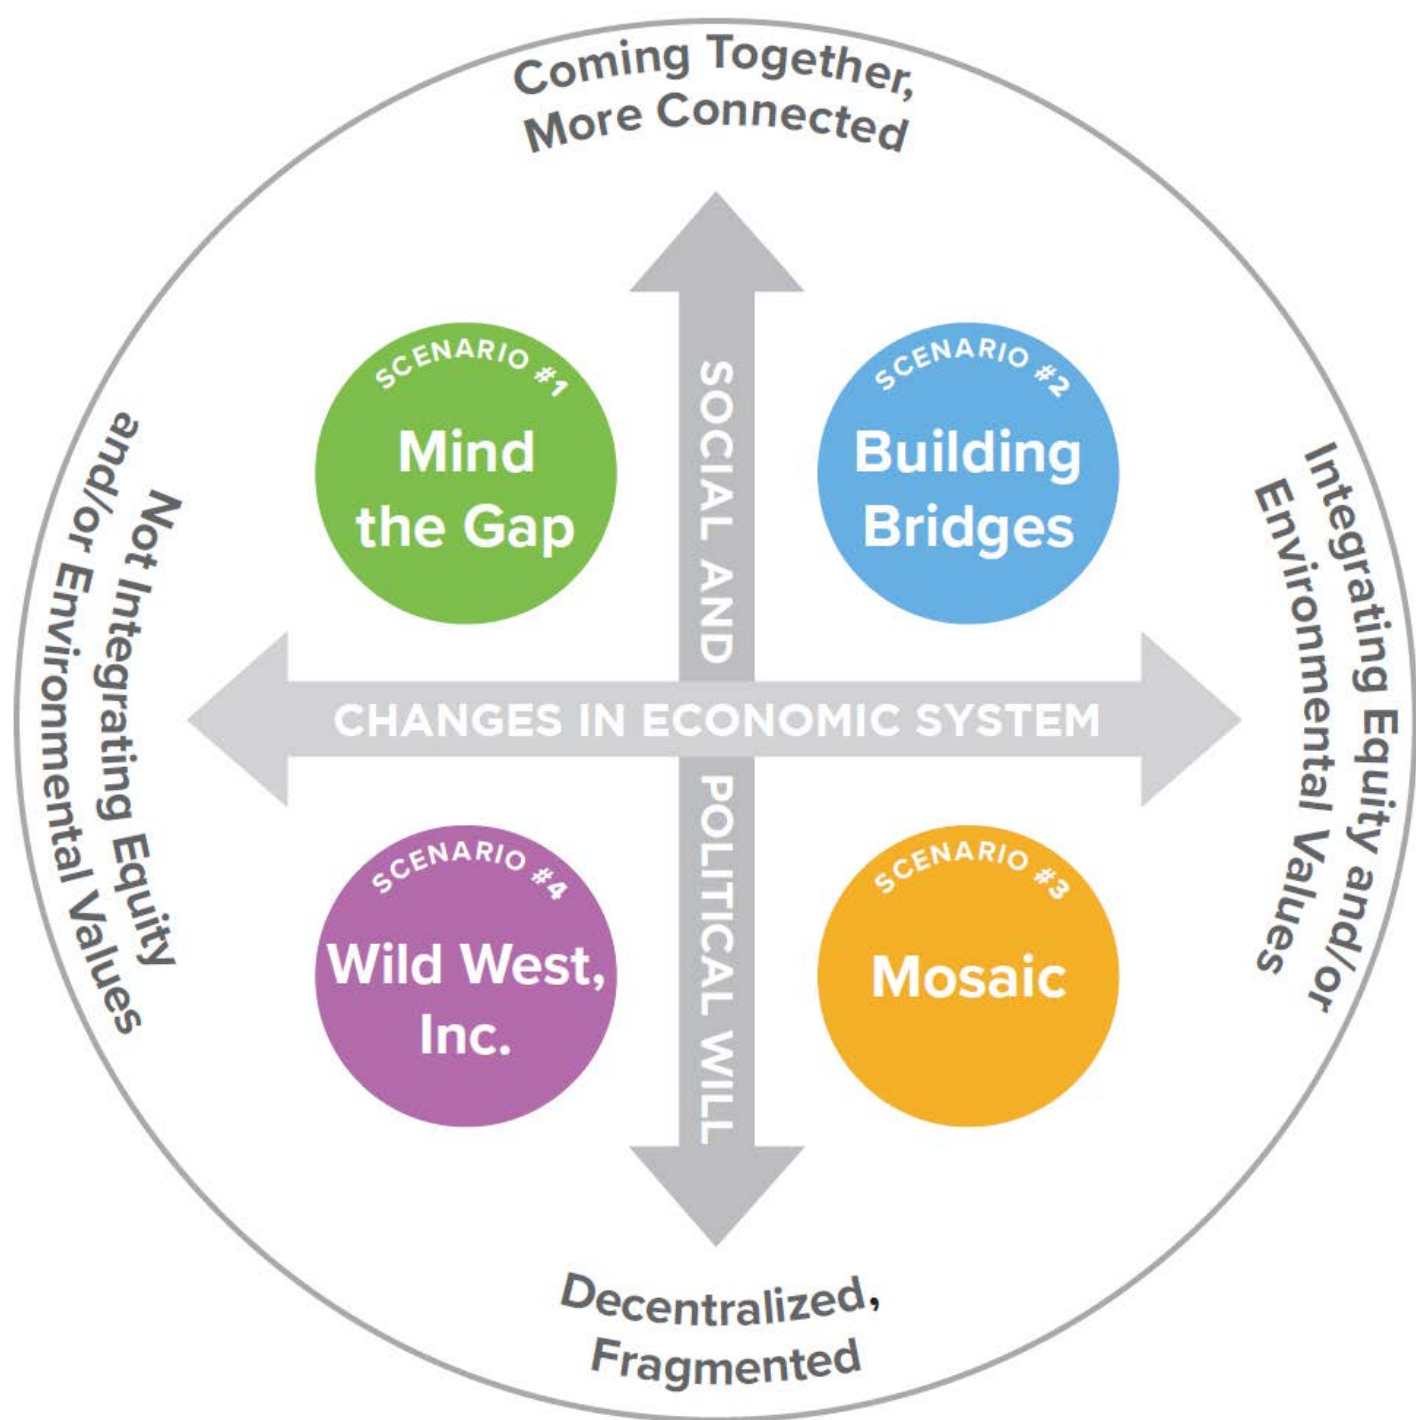 Coming Together,
More Connected
SCENARIO #1
Mind
the Gap
SCENARIO #2
Building
Bridges
SOCIAL AND
POLITICAL WILL
Not Integrating Equity
and/or Environmental Values
CHANGES IN ECONOMIC SYSTEM
Integrating Equity and/or
Environmental Values
SCENARIO #4
Wild West,
Inc.
SCENARIO #3
Mosaic
Decentralized,
Fragmented